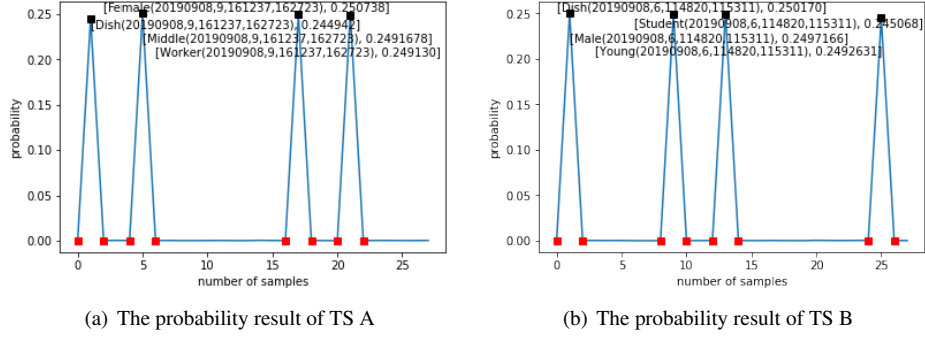 [Female(20190908,9,161237,162723), 0.250738]
[Dish(20190908,9,161237,162723), 0.244942]
[Middle(20190908,9,161237,162723), 0.2491678]
[Worker(20190908,9,161237,162723), 0.249130]
0.25
0.20
0.15
0.10
0.05
0.00
probability
0 5 10 15 20 25
number of samples
(a) The probability result of TS A
[Dish(20190908,6,114820,115311), 0.250170]
[Student(20190908,6,114820,115311), 0.245068]
[Male(20190908,6,114820,115311), 0.2497166]
[Young(20190908,6,114820,115311), 0.2492631]
0.25
0.20
0.15
0.10
0.05
0.00
probability
0 5 10 15 20 25
number of samples
(b) The probability result of TS B